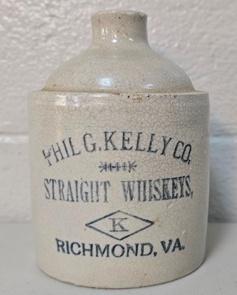 PHIL G. KELLY CO.
STRAIGHT WHISKEYS,
K
RICHMOND, VA.